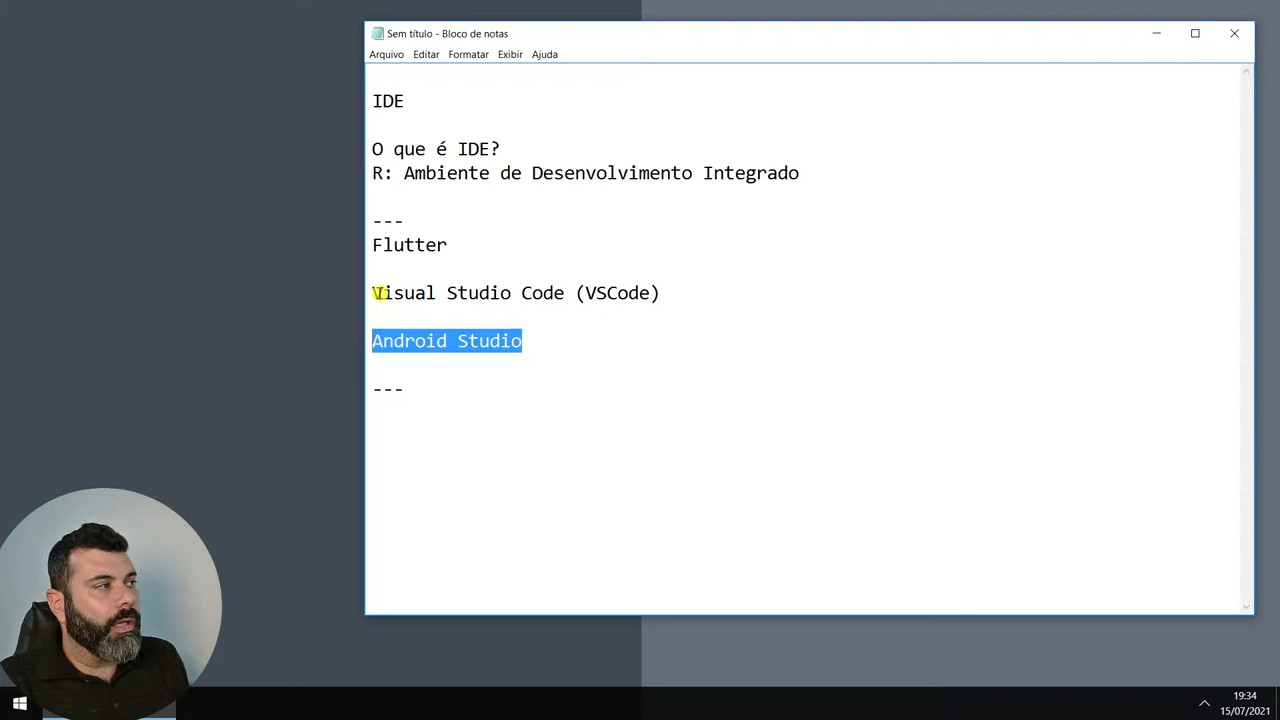 Sem título - Bloco de notas
Arquivo Editar Formatar Exibir Ajuda
IDE
O que é IDE?
R: Ambiente de Desenvolvimento Integrado
---
Flutter
Visual Studio Code (VSCode)
Android Studio
---
19:34
15/07/2021